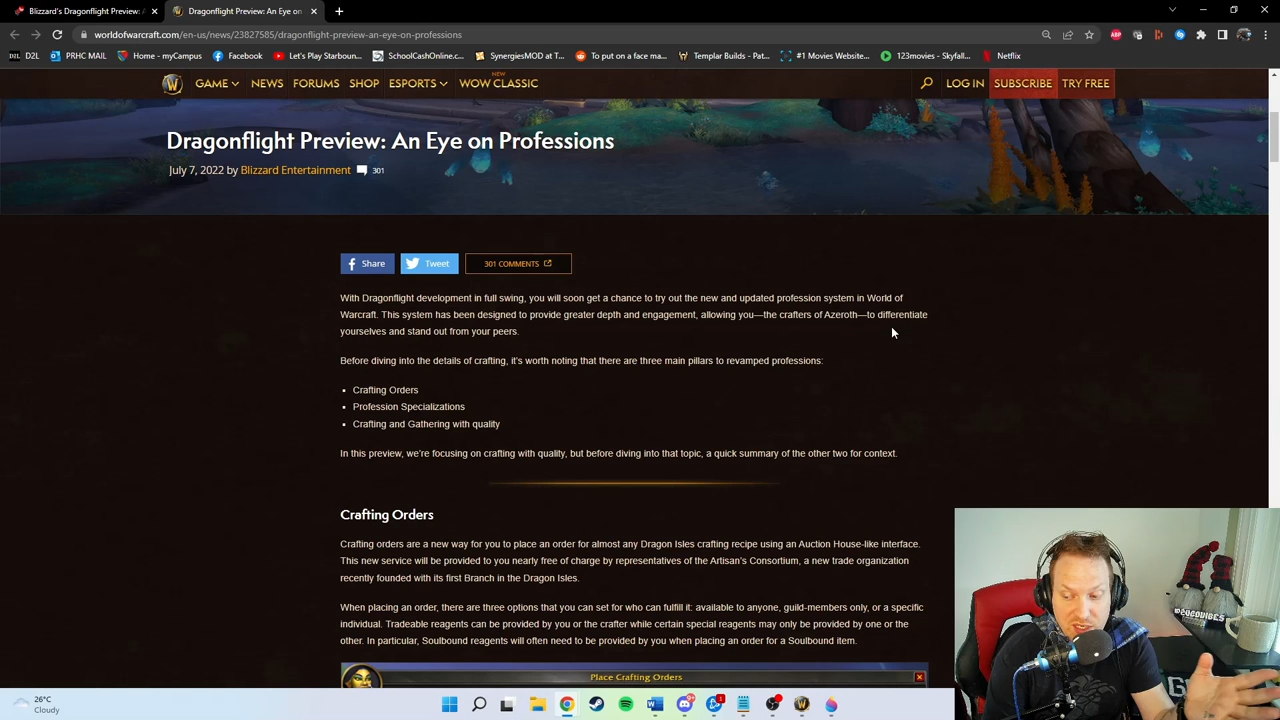 Blizzard's Dragonflight Preview: A
Dragonflight Preview: An Eye on
worldofwarcraft.com/en-us/news/23827585/dragonflight-preview-an-eye-on-professions
D2L
PRHC MAIL
Home - myCampus
Facebook
Let's Play Starboun...
SchoolCashOnline.c...
SynergiesMOD at T...
To put on a face ma...
Templar Builds - Pat...
#1 Movies Website...
123movies - Skyfall...
Netflix
GAME
NEWS
FORUMS
SHOP
ESPORTS
NEW
WOW CLASSIC
LOG IN
SUBSCRIBE
TRY FREE
Dragonflight Preview: An Eye on Professions
July 7, 2022 by Blizzard Entertainment 301
Share
Tweet
301 COMMENTS
With Dragonflight development in full swing, you will soon get a chance to try out the new and updated profession system in World of
Warcraft. This system has been designed to provide greater depth and engagement, allowing you—the crafters of Azeroth—to differentiate
yourselves and stand out from your peers.
Before diving into the details of crafting, it's worth noting that there are three main pillars to revamped professions:
Crafting Orders
Profession Specializations
Crafting and Gathering with quality
In this preview, we're focusing on crafting with quality, but before diving into that topic, a quick summary of the other two for context.
Crafting Orders
Crafting orders are a new way for you to place an order for almost any Dragon Isles crafting recipe using an Auction House-like interface.
This new service will be provided to you nearly free of charge by representatives of the Artisan's Consortium, a new trade organization
recently founded with its first Branch in the Dragon Isles.
When placing an order, there are three options that you can set for who can fulfill it: available to anyone, guild-members only, or a specific
individual. Tradeable reagents can be provided by you or the crafter while certain special reagents may only be provided by one or the
other. In particular, Soulbound reagents will often need to be provided by you when placing an order for a Soulbound item.
Place Crafting Orders
26°C
Cloudy